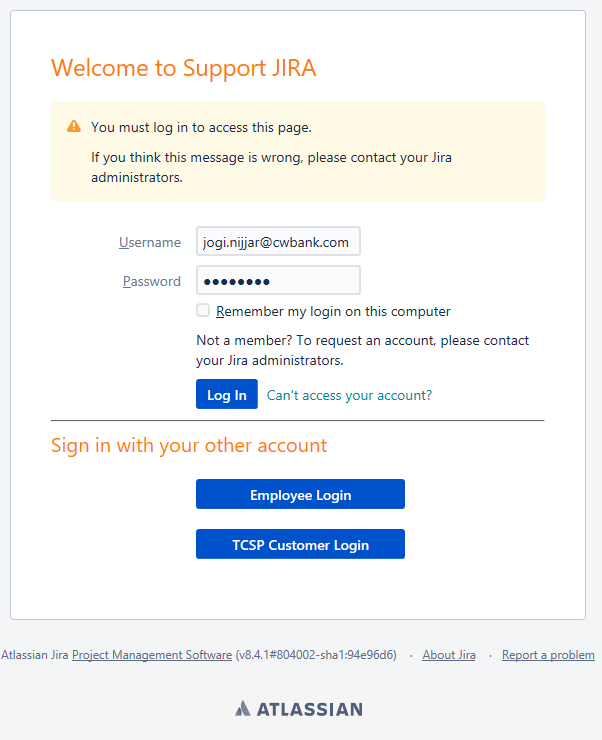 Welcome to Support JIRA
You must log in to access this page.
If you think this message is wrong, please contact your Jira
administrators.
Username jogi.nijjar@cwbank.com
Password ●●●●●●●●
Remember my login on this computer
Not a member? To request an account, please contact
your Jira administrators.
Log In Can't access your account?
Sign in with your other account
Employee Login
TCSP Customer Login
Atlassian Jira Project Management Software (v8.4.1#804002-sha1:94e96d6) · About Jira · Report a problem
ATLASSIAN